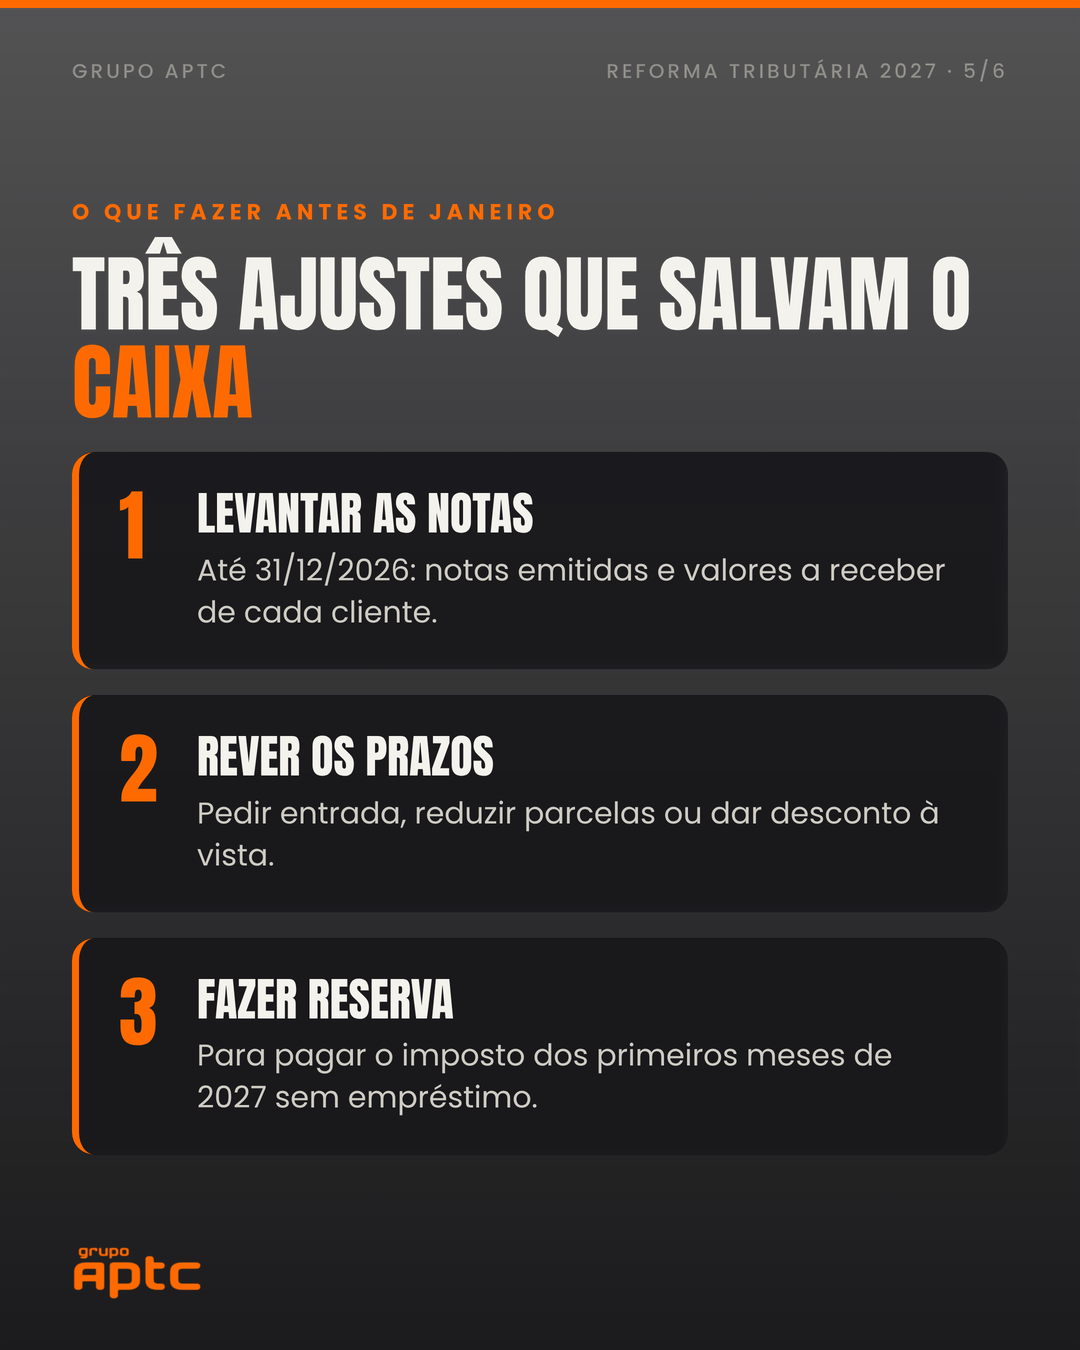 GRUPO APTC
REFORMA TRIBUTÁRIA 2027 · 5/6
O QUE FAZER ANTES DE JANEIRO
TRÊS AJUSTES QUE SALVAM O
CAIXA
1
LEVANTAR AS NOTAS
Até 31/12/2026: notas emitidas e valores a receber
de cada cliente.
2
REVER OS PRAZOS
Pedir entrada, reduzir parcelas ou dar desconto à
vista.
3
FAZER RESERVA
Para pagar o imposto dos primeiros meses de
2027 sem empréstimo.
grupo
aptc